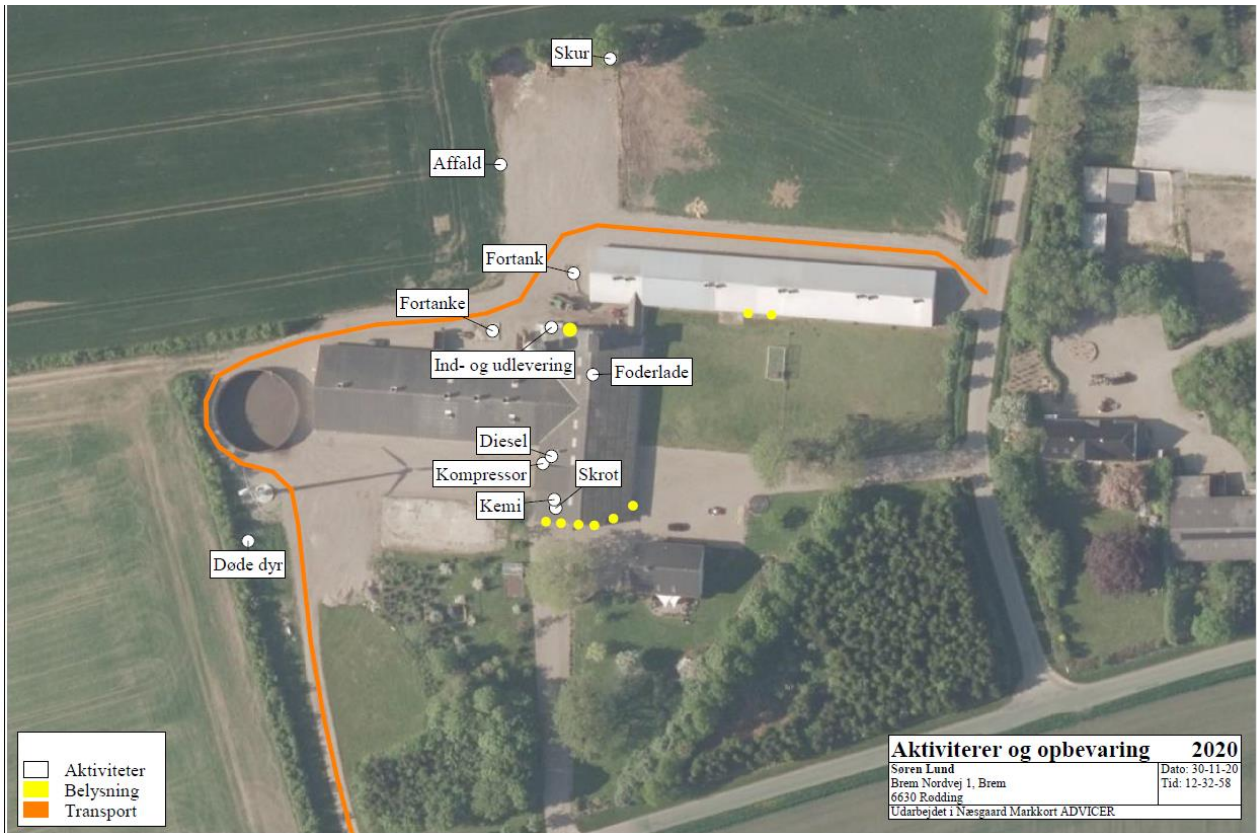 Skur
Affald
Fortank
Fortanke
Ind- og udlevering
Foderlade
Diesel
Kompressor
Skrot
Kemi
Døde dyr
Aktiviteter
Belysning
Transport
Aktiviterer og opbevaring 2020
Søren Lund Dato: 30-11-20
Brem Nordvej 1, Brem Tid: 12-32-58
6630 Rødding
Udarbejdet i Næsgaard Markkort ADVICER